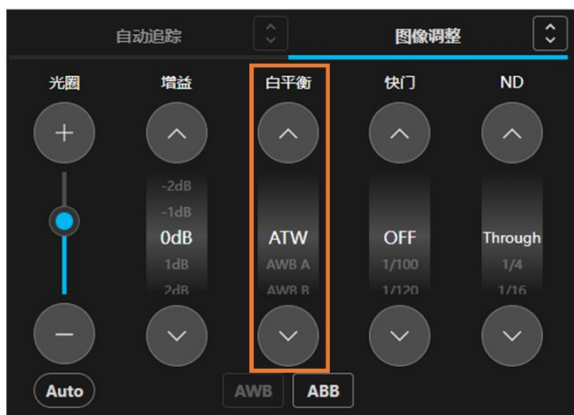 自动追踪 图像调整
光圈 增益 白平衡 快门 ND
-2dB
-1dB
0dB ATW OFF Through
1dB AWB A 1/100 1/4
2dB AWB B 1/120 1/16
Auto AWB ABB